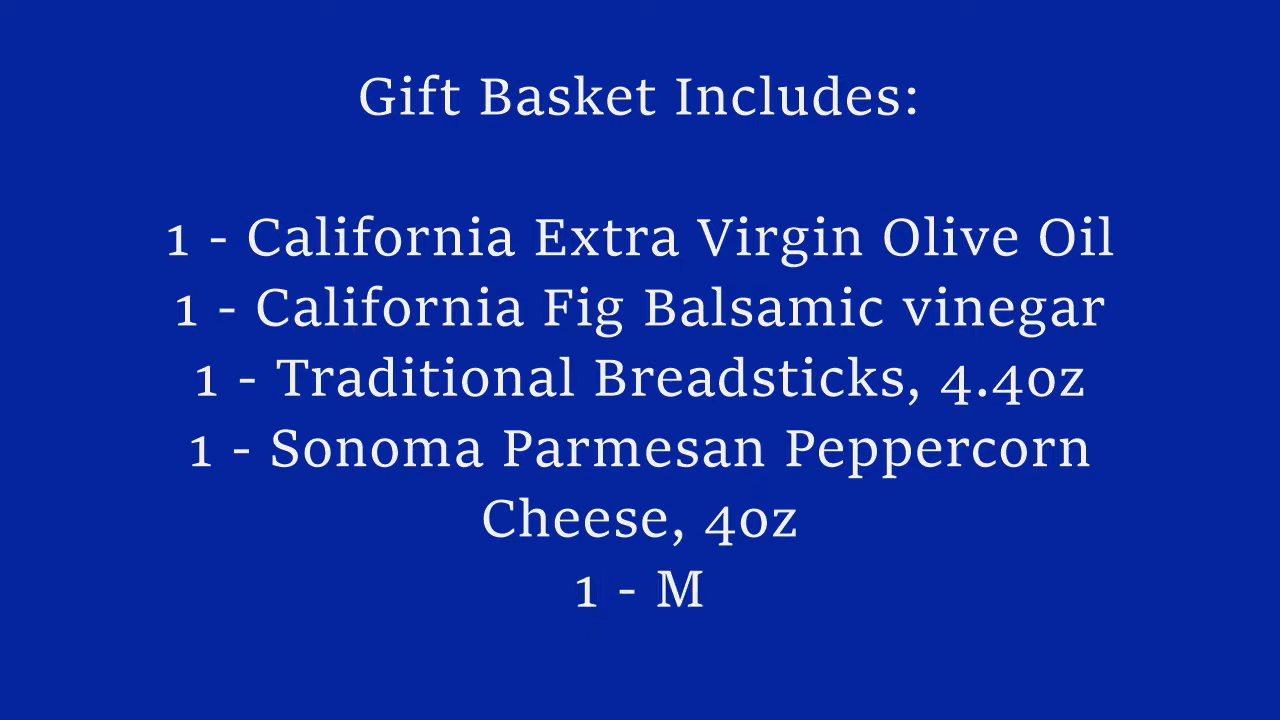 Gift Basket Includes:
1 - California Extra Virgin Olive Oil
1 - California Fig Balsamic vinegar
1 - Traditional Breadsticks, 4.4oz
1 - Sonoma Parmesan Peppercorn
Cheese, 4oz
1 - M